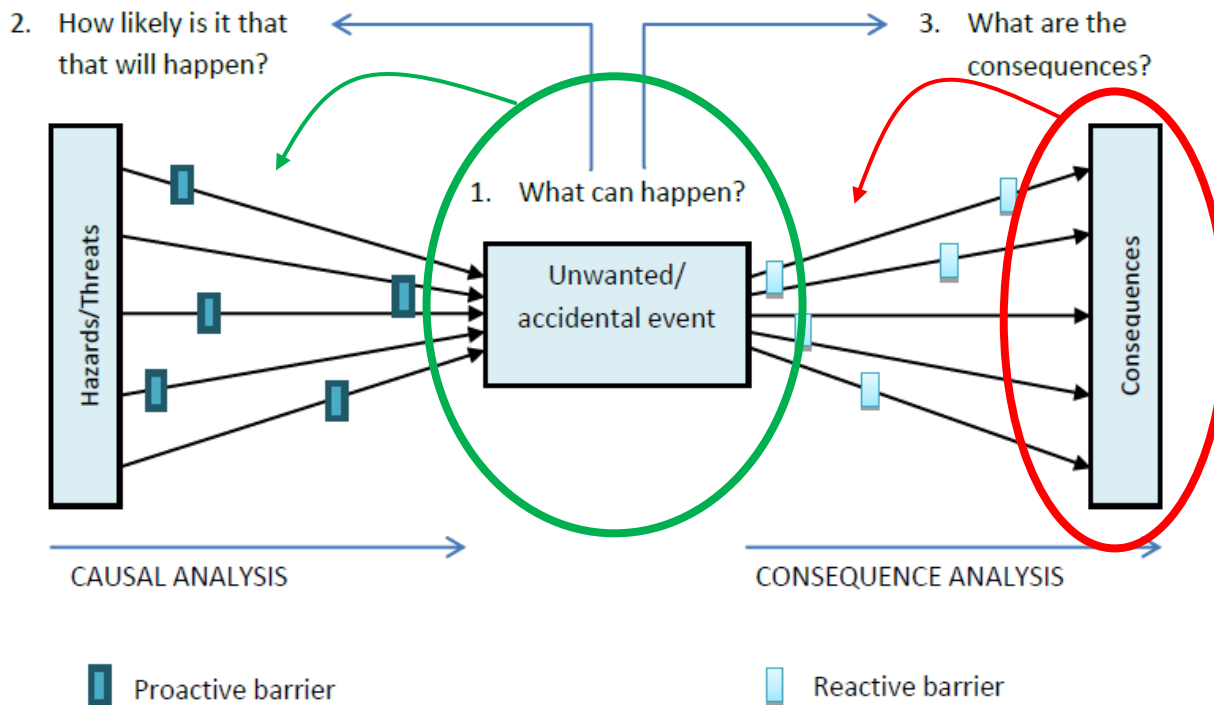 2. How likely is it that
that will happen?
3. What are the
consequences?
1. What can happen?
Hazards/Threats
Unwanted/
accidental event
Consequences
CAUSAL ANALYSIS
CONSEQUENCE ANALYSIS
Proactive barrier
Reactive barrier